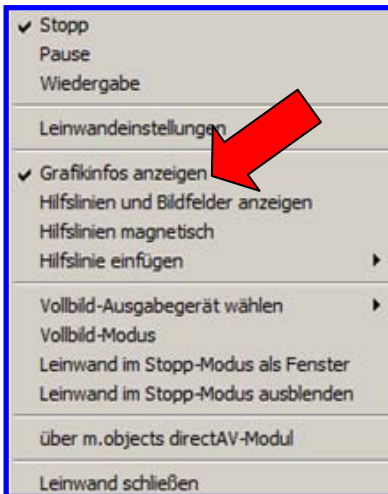 Stopp
Pause
Wiedergabe
Leinwandeinstellungen
Grafikinfos anzeigen
Hilfslinien und Bildfelder anzeigen
Hilfslinien magnetisch
Hilfslinie einfügen
Vollbild-Ausgabegerät wählen
Vollbild-Modus
Leinwand im Stopp-Modus als Fenster
Leinwand im Stopp-Modus ausblenden
über m.objects directAV-Modul
Leinwand schließen